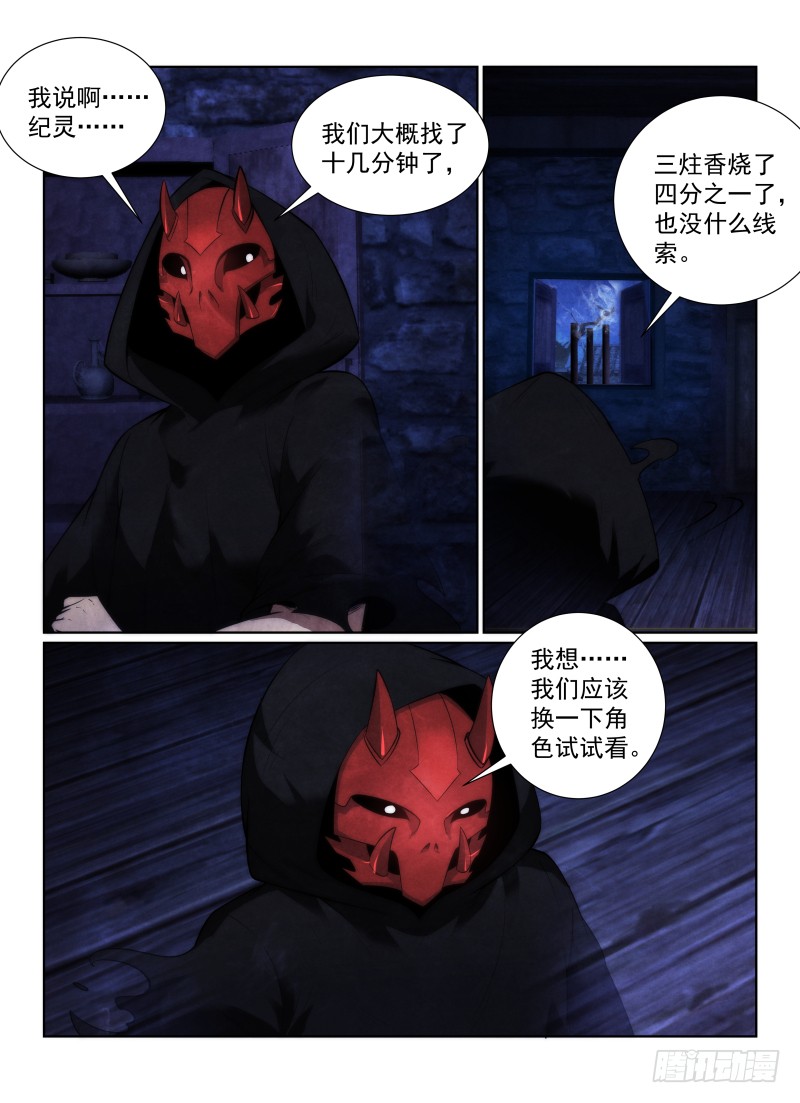 我说啊……
纪灵……
我们大概找了
十几分钟了，
三炷香烧了
四分之一了，
也没什么线
索。
我想……
我们应该
换一下角
色试试看。
腾讯动漫